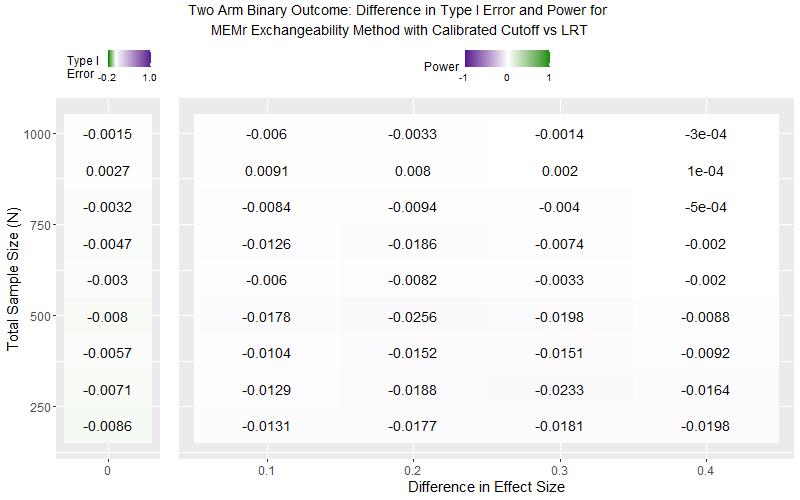 Two Arm Binary Outcome: Difference in Type I Error and Power for
MEMr Exchangeability Method with Calibrated Cutoff vs LRT
Type I
Error -0.2 1.0
Power -1 0 1
1000 -0.0015 -0.006 -0.0033 -0.0014 -3e-04
0.0027 0.0091 0.008 0.002 1e-04
-0.0032 -0.0084 -0.0094 -0.004 -5e-04
750
-0.0047 -0.0126 -0.0186 -0.0074 -0.002
-0.003 -0.006 -0.0082 -0.0033 -0.002
500 -0.008 -0.0178 -0.0256 -0.0198 -0.0088
-0.0057 -0.0104 -0.0152 -0.0151 -0.0092
-0.0071 -0.0129 -0.0188 -0.0233 -0.0164
250
-0.0086 -0.0131 -0.0177 -0.0181 -0.0198
Total Sample Size (N)
0 0.1 0.2 0.3 0.4
Difference in Effect Size